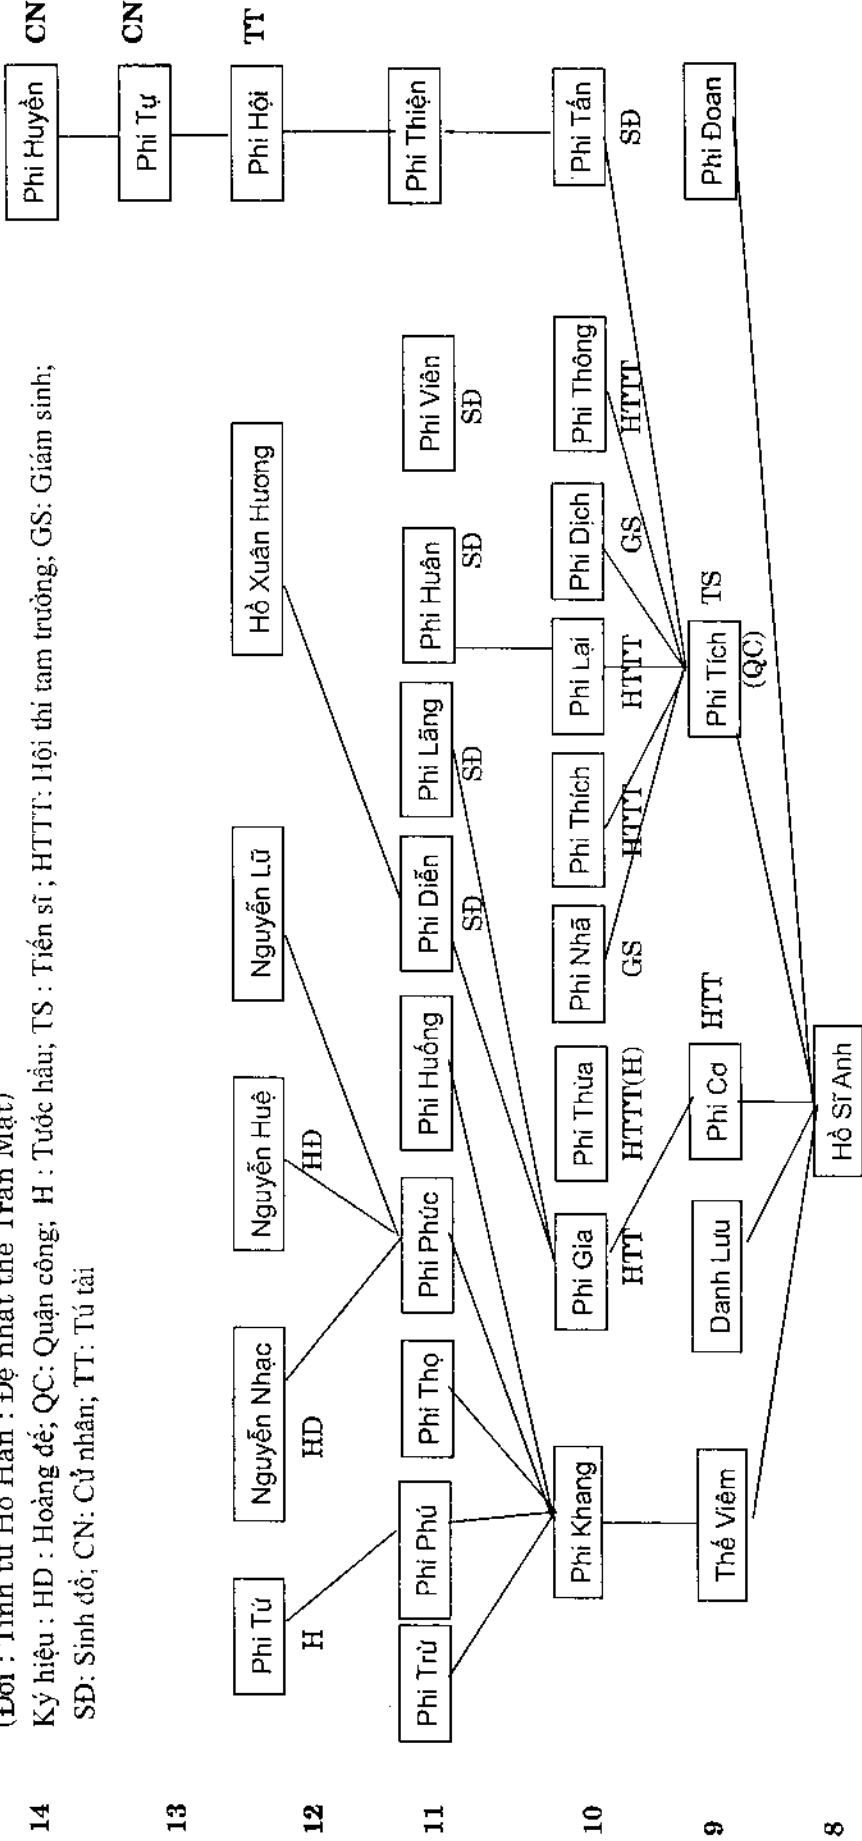 (Đời : Tính từ Hồ Hân : Đệ nhất thế Trần Mật)
Ký hiệu : HD : Hoàng đế; QC: Quận công; H : Tước hầu; TS : Tiến sĩ ; HTTT: Hội thi tam trường; GS: Giám sinh;
SĐ: Sinh đồ; CN: Cử nhân; TT: Tú tài
14
Phi Huyền
CN
13
Phi Tự
CN
12
Phi Tứ
H
Nguyễn Nhạc
HD
Nguyễn Huệ
HĐ
Nguyễn Lữ
Hồ Xuân Hương
Phi Hội
TT
11
Phi Trừ
Phi Phú
Phi Thọ
Phi Phúc
Phi Huống
Phi Diễn
SĐ
Phi Lãng
SĐ
Phi Huân
SĐ
Phi Viên
SĐ
Phi Thiện
10
Phi Khang
Phi Gia
HTT
Phi Thừa
HTTT(H)
Phi Nhã
GS
Phi Thích
HTTT
Phi Lại
HTTT
Phi Dịch
GS
Phi Thông
HTTT
Phi Tấn
SĐ
9
Thế Viêm
Danh Lưu
Phi Cơ
HTT
Phi Tích
TS
(QC)
Phi Đoan
8
Hồ Sĩ Anh